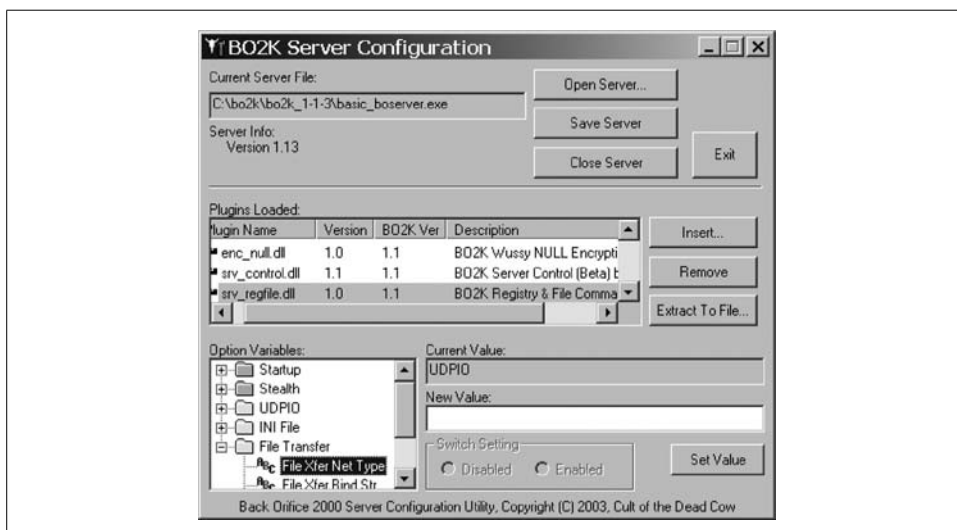 BO2K Server Configuration
Current Server File:
C:\bo2k\bo2k_1-1-3\basic_boserver.exe
Server Info:
Version 1.13
Open Server...
Save Server
Close Server
Exit
Plugins Loaded:
lugin Name Version BO2K Ver Description
enc_null.dll 1.0 1.1 BO2K Wussy NULL Encrypti
srv_control.dll 1.1 1.1 BO2K Server Control (Beta) b
srv_regfile.dll 1.0 1.1 BO2K Registry & File Comma
Insert...
Remove
Extract To File...
Option Variables:
Startup
Stealth
UDPIO
INI File
File Transfer
File Xfer Net Type
File Xfer Bind Str
Current Value:
UDPIO
New Value:
Switch Setting
Disabled Enabled
Set Value
Back Orifice 2000 Server Configuration Utility, Copyright (C) 2003, Cult of the Dead Cow